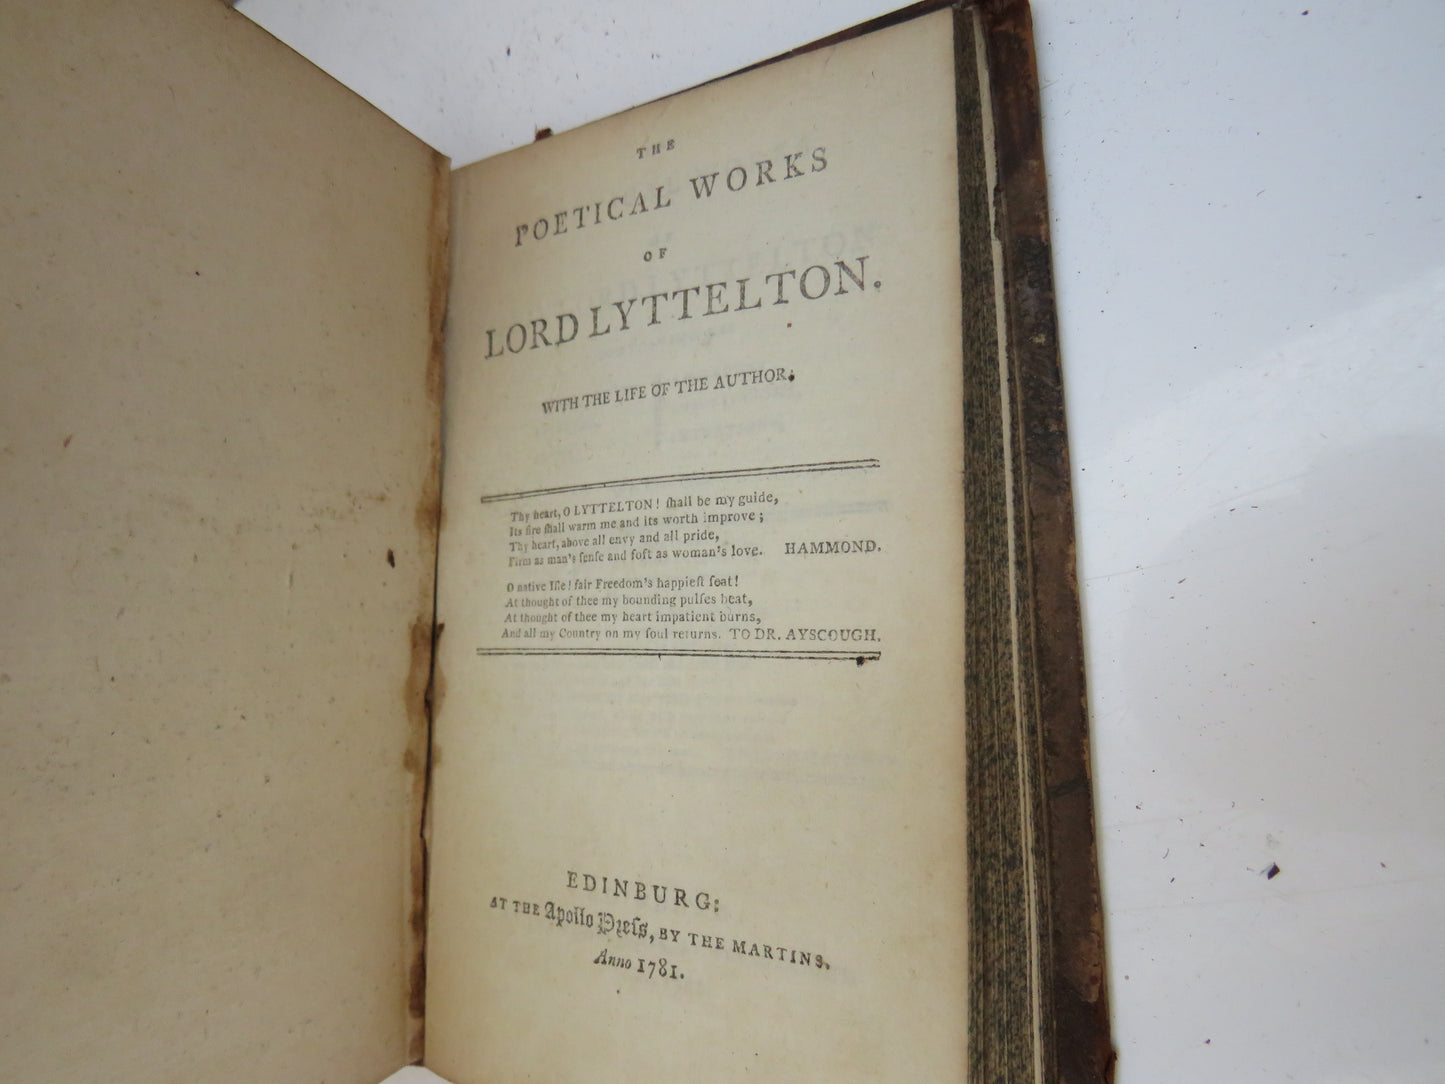 THE
POETICAL WORKS
OF
LORD LYTTELTON.
WITH THE LIFE OF THE AUTHOR.
Thy heart, O LYTTELTON! ſhall be my guide,
Its fire ſhall warm me and its worth improve;
Thy heart, above all envy and all pride,
Firm as man's ſenſe and ſoft as woman's love. HAMMOND.
O native Iſle! fair Freedom's happieſt ſeat!
At thought of thee my bounding pulſes beat,
At thought of thee my heart impatient burns,
And all my Country on my ſoul returns. TO DR. AYSCOUGH.
EDINBURG:
AT THE Apollo Preſs, BY THE MARTINS.
Anno 1781.